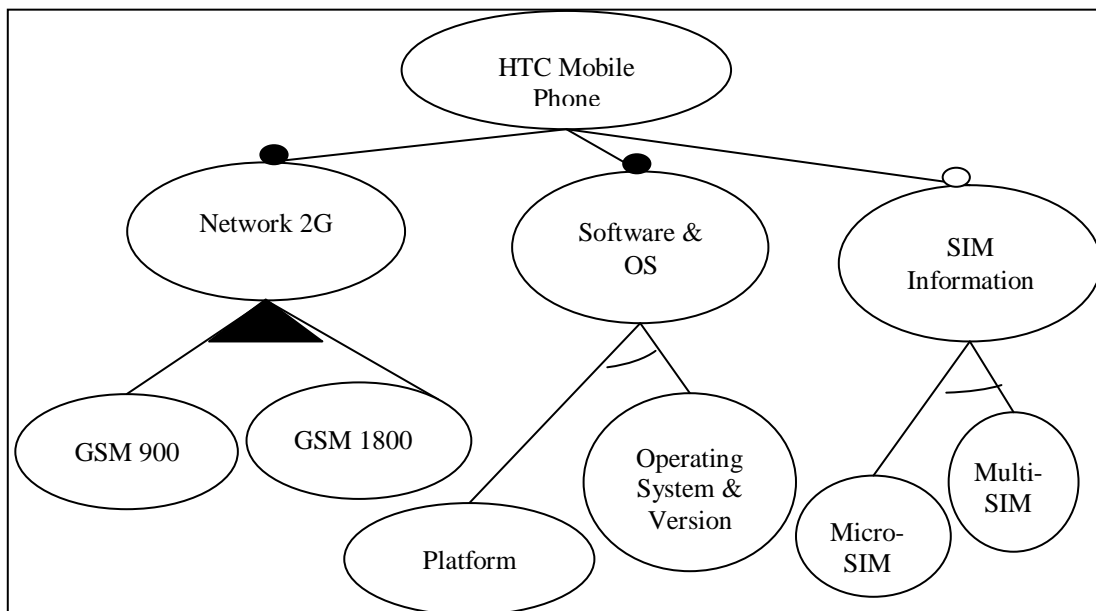 HTC Mobile
Phone
Network 2G
Software &
OS
SIM
Information
GSM 900
GSM 1800
Platform
Operating
System &
Version
Micro-
SIM
Multi-
SIM